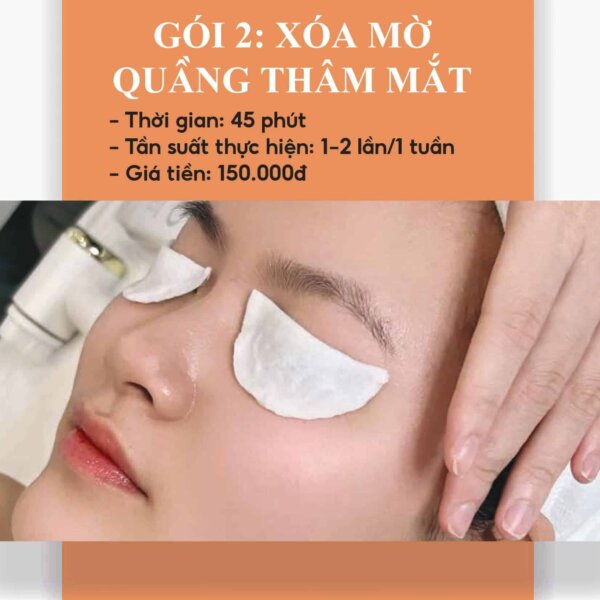 GÓI 2: XÓA MỜ
QUẦNG THÂM MẮT
- Thời gian: 45 phút
- Tần suất thực hiện: 1-2 lần/1 tuần
- Giá tiền: 150.000đ